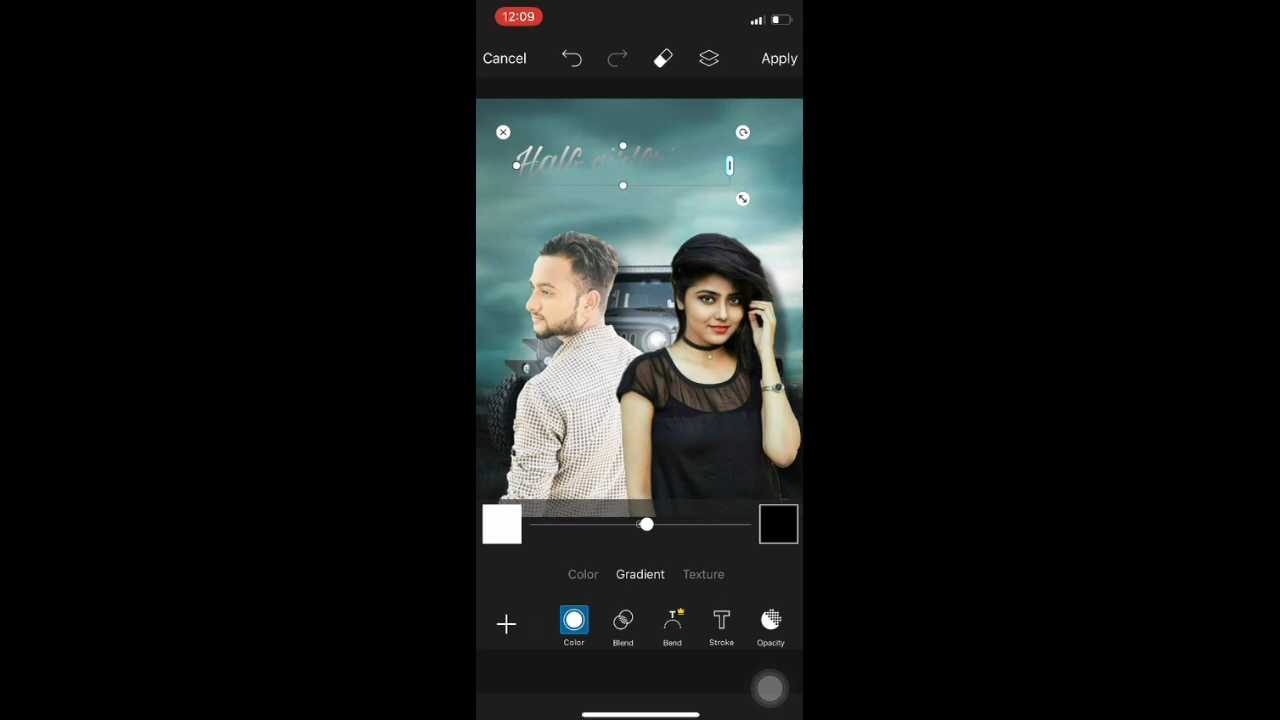 12:09
Cancel
Apply
Half
Color Gradient Texture
T
Color Blend Bend Stroke Opacity